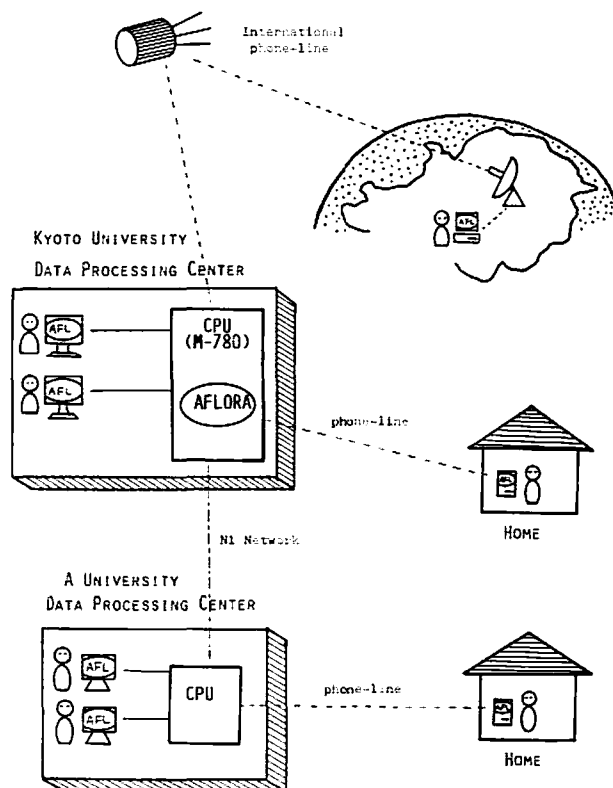 International
phone-line
AFL
KYOTO UNIVERSITY
DATA PROCESSING CENTER
AFL
CPU
(M-780)
AFL
AFLORA
phone-line
AFL
HOME
N1 Network
A UNIVERSITY
DATA PROCESSING CENTER
AFL
CPU
AFL
phone-line
HOME